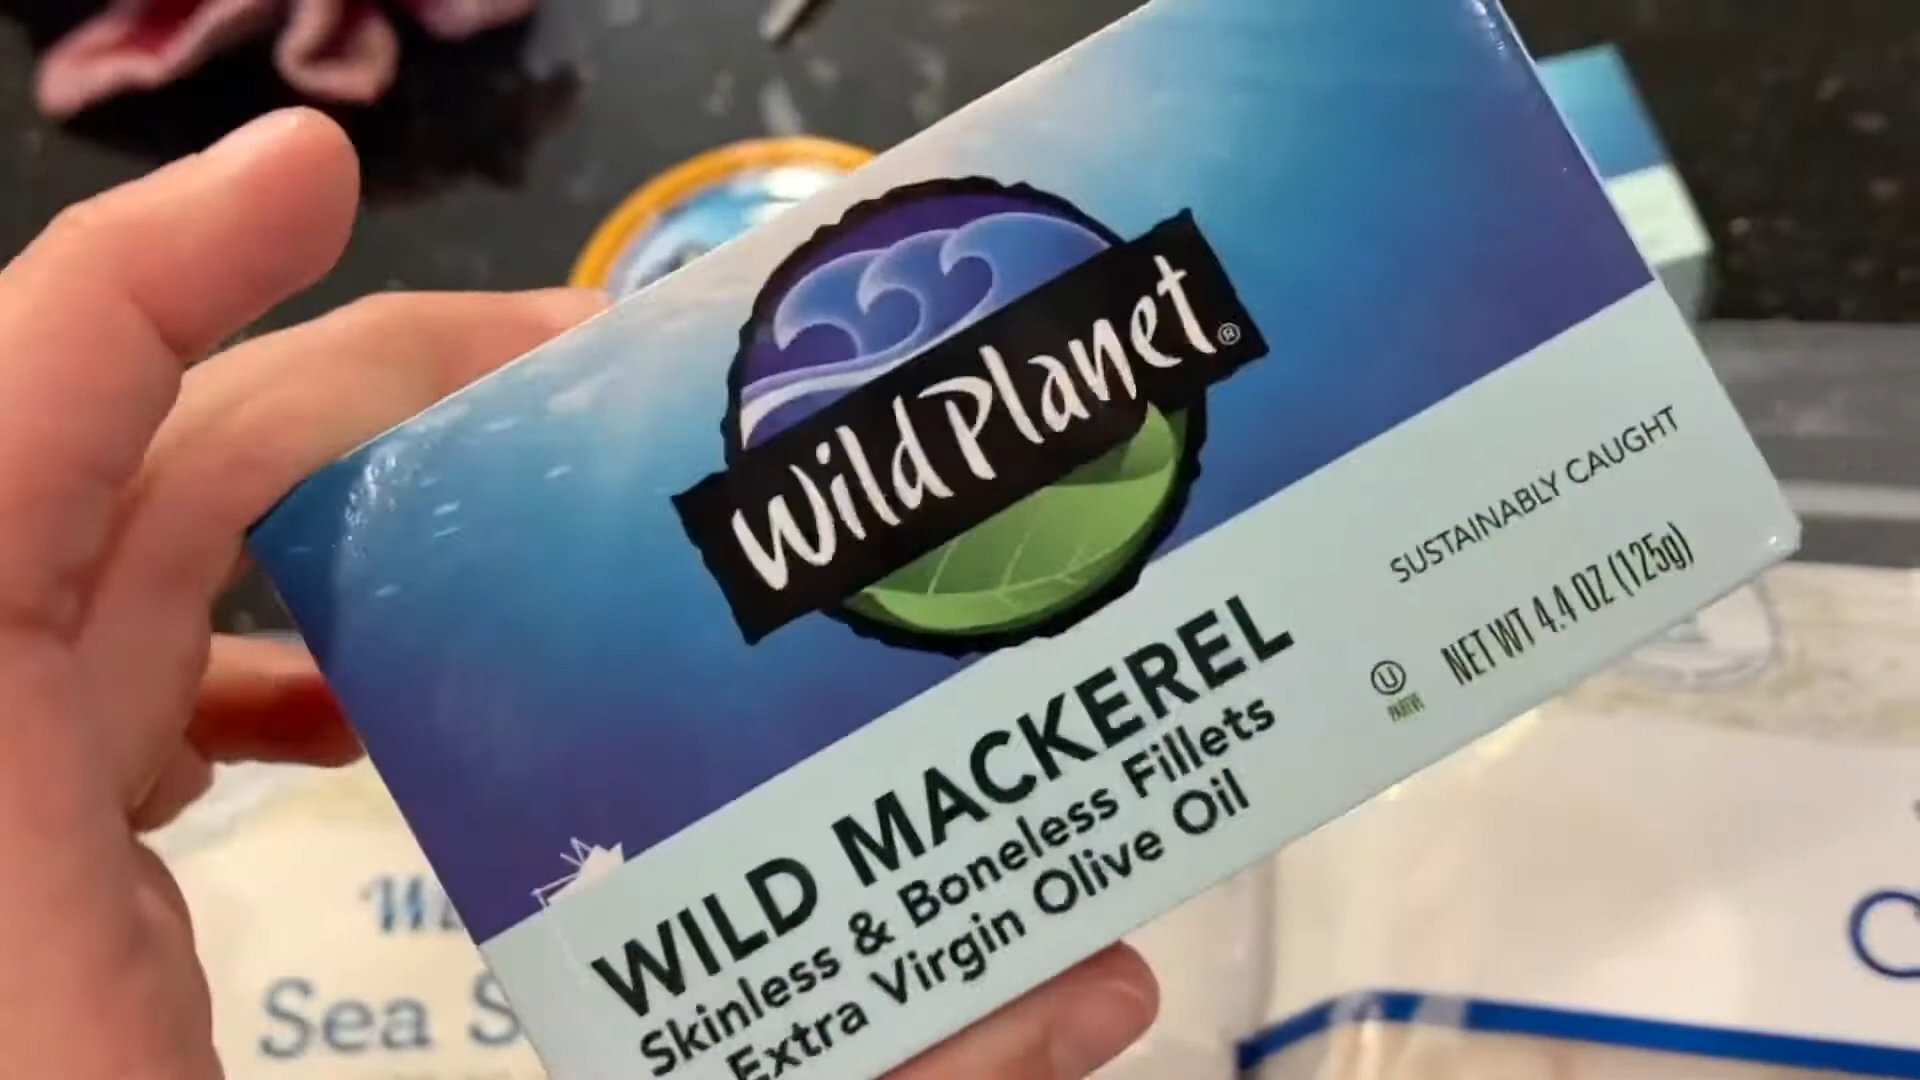 Wild Planet®
SUSTAINABLY CAUGHT
NET WT 4.4 OZ (125g)
U
PAREVE
WILD MACKEREL
Skinless & Boneless Fillets
Extra Virgin Olive Oil
Sea